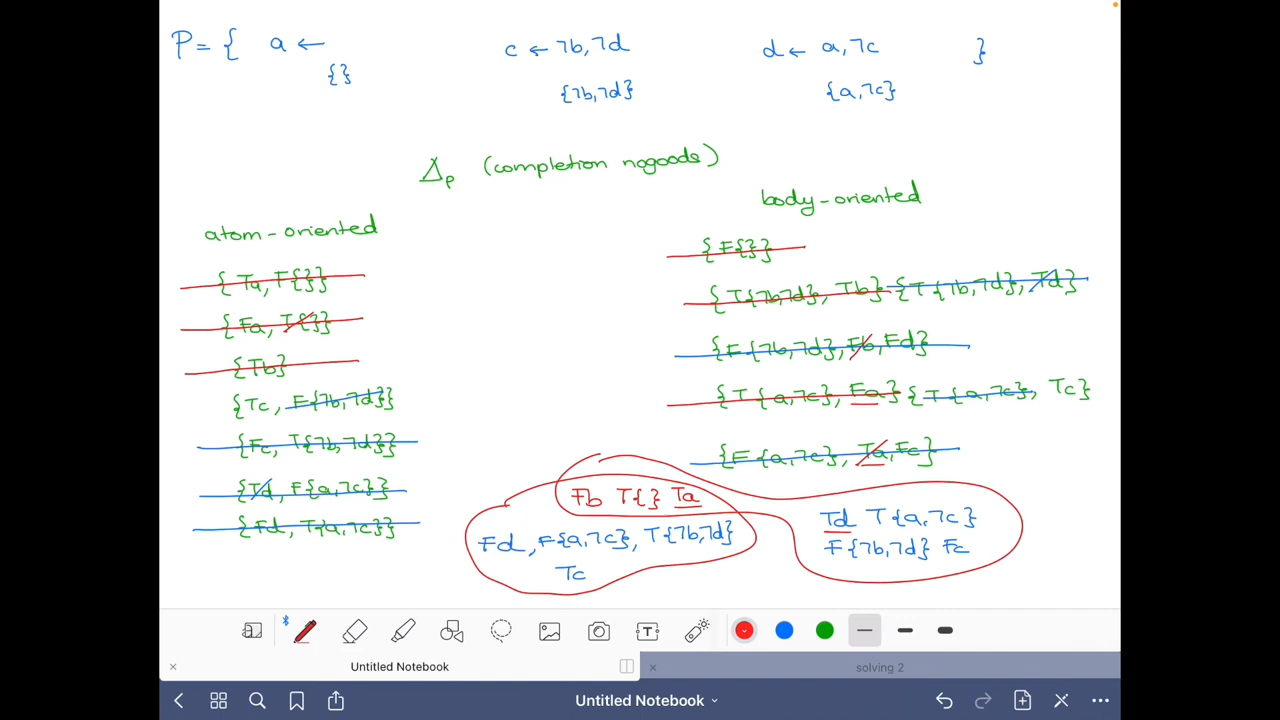 P = { a ← c ← ¬b,¬d d ← a,¬c }
{} {¬b,¬d} {a,¬c}
Δp (completion nogoods)
atom-oriented
{Ta, T{}}
{Fa, T{}}
{Tb}
{Tc, F{¬b,¬d}}
{Fc, T{¬b,¬d}}
{Td, F{a,¬c}}
{Fd, T{a,¬c}}
body-oriented
{F{}}
{T{¬b,¬d}, Tb} {T{¬b,¬d}, Td}
{F{¬b,¬d}, Fb, Fd}
{T{a,¬c}, Fa} {T{a,¬c}, Tc}
{F{a,¬c}, Ta, Fc}
Fb T{} Ta
Fd, F{a,¬c}, T{¬b,¬d}
Tc
Td T{a,¬c}
F{¬b,¬d} Fc
Untitled Notebook
solving 2
Untitled Notebook